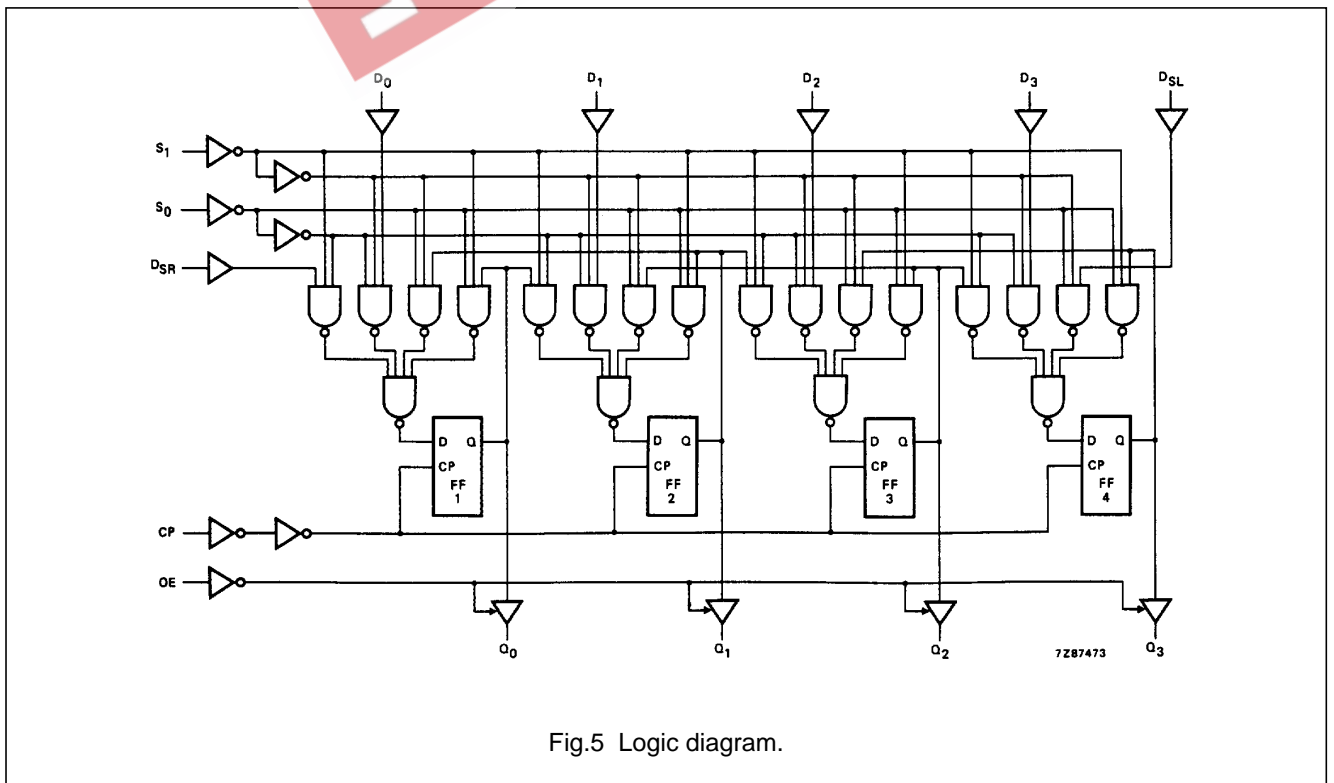 D0 D1 D2 D3 DSL
S1
S0
DSR
D Q D Q D Q D Q
CP CP CP CP
FF 1 FF 2 FF 3 FF 4
CP
OE
Q0 Q1 Q2 7Z87473 Q3
Fig.5 Logic diagram.